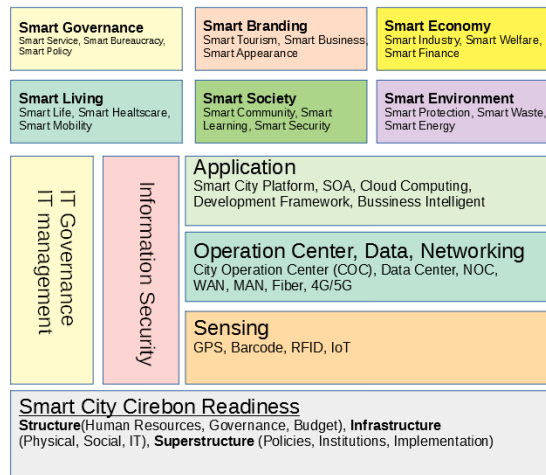 Smart Governance
Smart Service, Smart Bureaucracy,
Smart Policy
Smart Branding
Smart Tourism, Smart Business,
Smart Appearance
Smart Economy
Smart Industry, Smart Welfare,
Smart Finance
Smart Living
Smart Life, Smart Healtscare,
Smart Mobility
Smart Society
Smart Community, Smart
Learning, Smart Security
Smart Environment
Smart Protection, Smart Waste,
Smart Energy
IT Governance
IT management
Information Security
Application
Smart City Platform, SOA, Cloud Computing,
Development Framework, Bussiness Intelligent
Operation Center, Data, Networking
City Operation Center (COC), Data Center, NOC,
WAN, MAN, Fiber, 4G/5G
Sensing
GPS, Barcode, RFID, IoT
Smart City Cirebon Readiness
Structure(Human Resources, Governance, Budget), Infrastructure
(Physical, Social, IT), Superstructure (Policies, Institutions, Implementation)